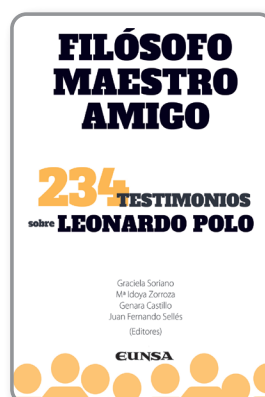 FILÓSOFO
MAESTRO
AMIGO
234 TESTIMONIOS
sobre LEONARDO POLO
Graciela Soriano
Mª Idoya Zorroza
Genara Castillo
Juan Fernando Sellés
(Editores)
EUNSA